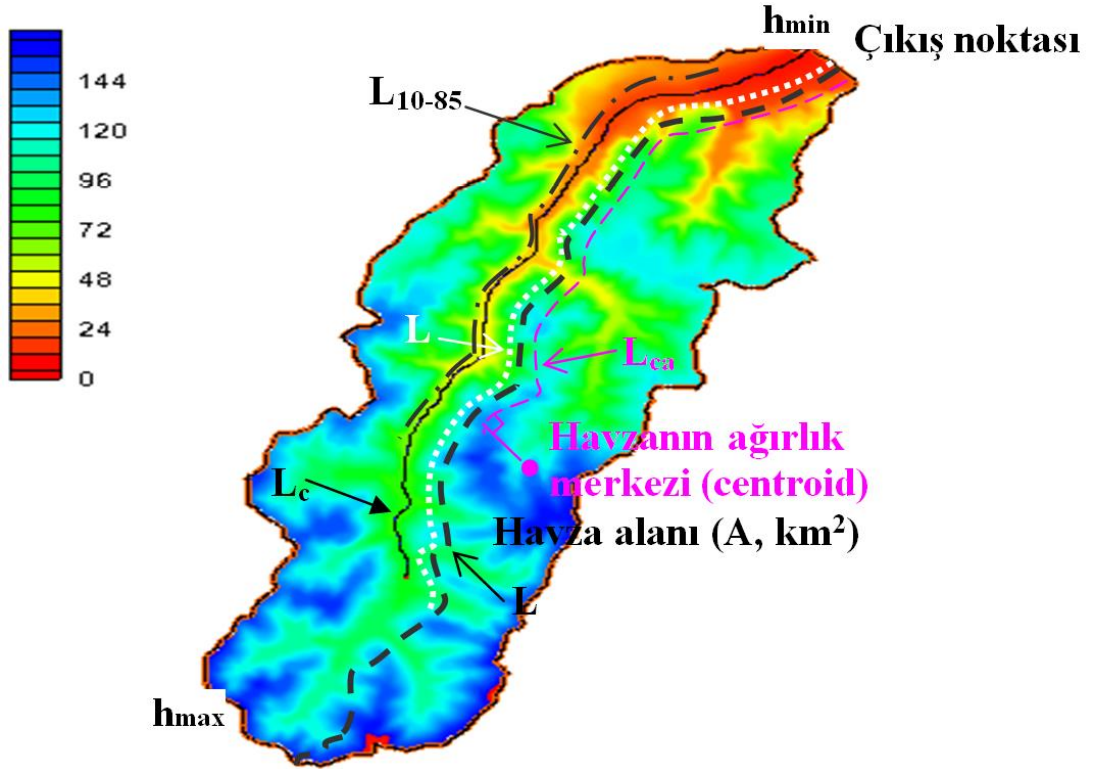 hmin
Çıkış noktası
L10-85
144
120
96
72
48
24
0
L
Lca
Havzanın ağırlık
merkezi (centroid)
Lc
Havza alanı (A, km²)
L
hmax